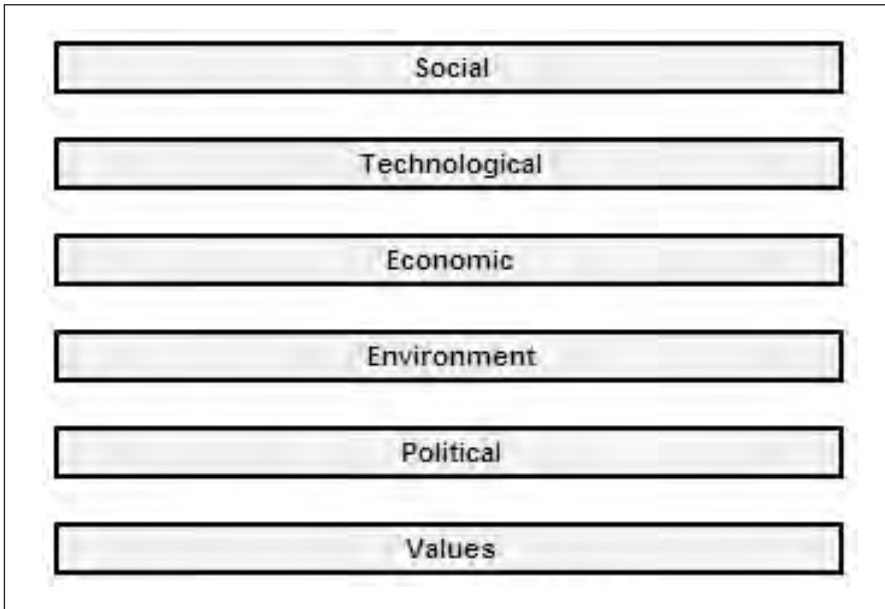 Social
Technological
Economic
Environment
Political
Values